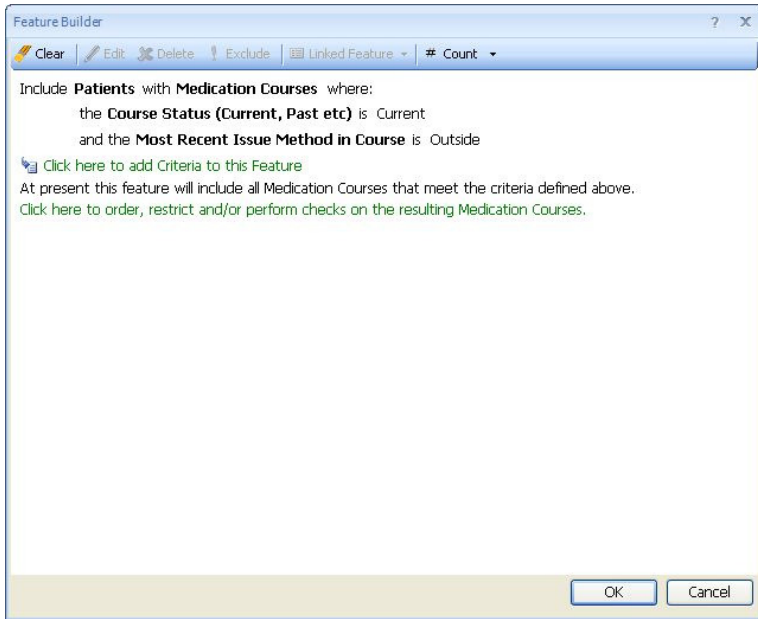 Feature Builder ? X
Clear Edit Delete ! Exclude Linked Feature # Count
Include Patients with Medication Courses where:
the Course Status (Current, Past etc) is Current
and the Most Recent Issue Method in Course is Outside
Click here to add Criteria to this Feature
At present this feature will include all Medication Courses that meet the criteria defined above.
Click here to order, restrict and/or perform checks on the resulting Medication Courses.
OK Cancel